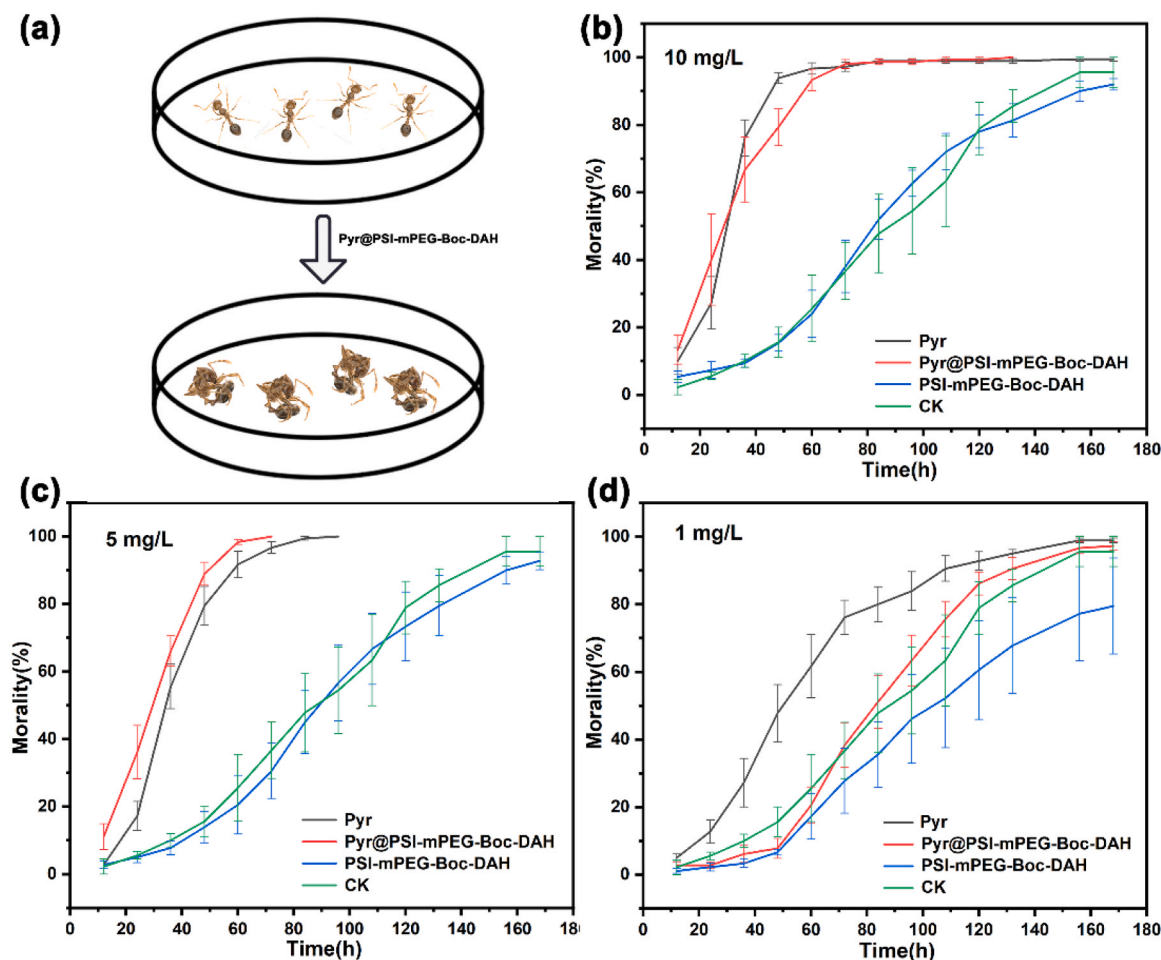 (a)
Pyr@PSI-mPEG-Boc-DAH
(b)
10 mg/L
Morality(%)
100
80
60
40
20
0
Pyr
Pyr@PSI-mPEG-Boc-DAH
PSI-mPEG-Boc-DAH
CK
0 20 40 60 80 100 120 140 160 180
Time(h)
(c)
5 mg/L
Morality(%)
100
80
60
40
20
0
Pyr
Pyr@PSI-mPEG-Boc-DAH
PSI-mPEG-Boc-DAH
CK
0 20 40 60 80 100 120 140 160 180
Time(h)
(d)
1 mg/L
Morality(%)
100
80
60
40
20
0
Pyr
Pyr@PSI-mPEG-Boc-DAH
PSI-mPEG-Boc-DAH
CK
0 20 40 60 80 100 120 140 160 180
Time(h)